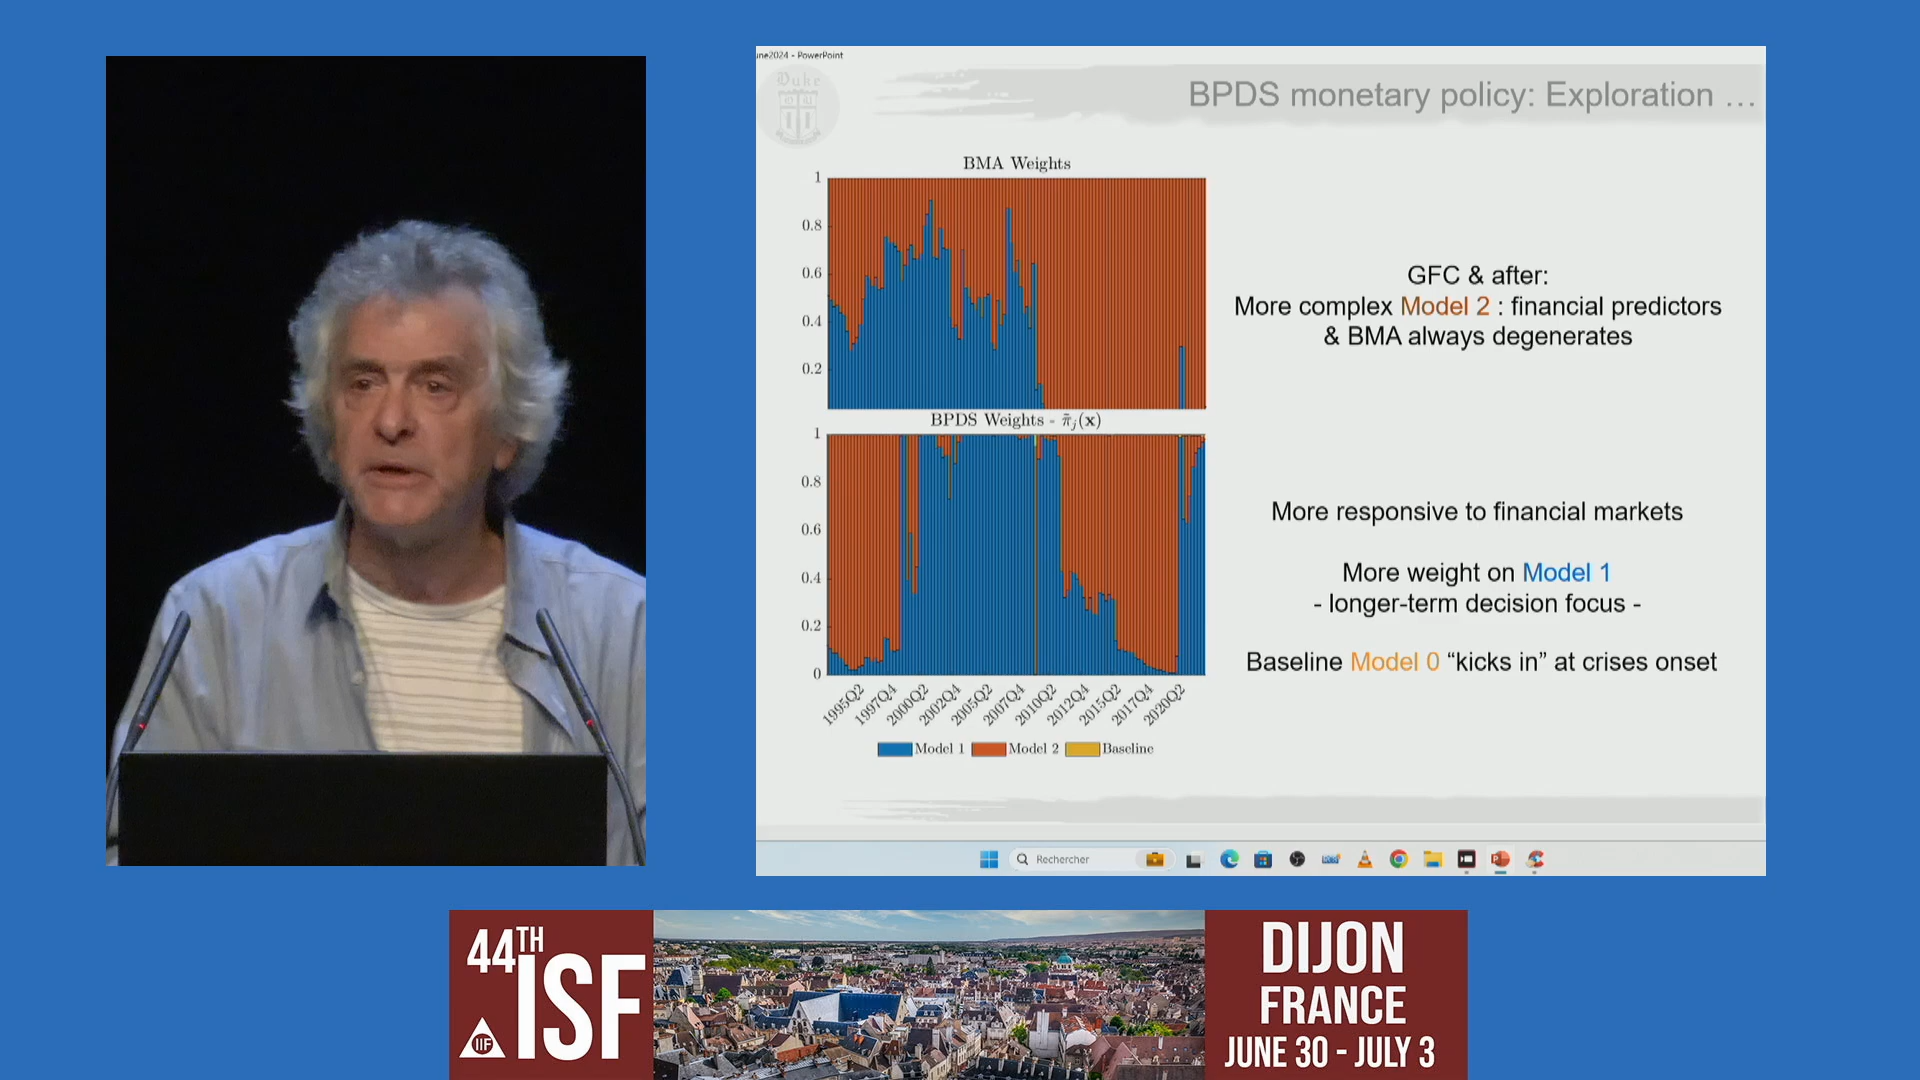 une2024 - PowerPoint
Duke
BPDS monetary policy: Exploration ...
BMA Weights
1
0.8
0.6
0.4
0.2
GFC & after:
More complex Model 2 : financial predictors
& BMA always degenerates
BPDS Weights - π̃ⱼ(x)
1
0.8
0.6
0.4
0.2
0
1995Q2
1997Q4
2000Q2
2002Q4
2005Q2
2007Q4
2010Q2
2012Q4
2015Q2
2017Q4
2020Q2
Model 1 Model 2 Baseline
More responsive to financial markets
More weight on Model 1
- longer-term decision focus -
Baseline Model 0 “kicks in” at crises onset
Rechercher
44TH
ISF
IIF
DIJON
FRANCE
JUNE 30 - JULY 3